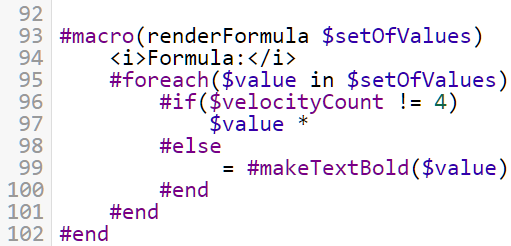 92
93 #macro(renderFormula $setOfValues)
94     <i>Formula:</i>
95     #foreach($value in $setOfValues)
96         #if($velocityCount != 4)
97             $value *
98         #else
99              = #makeTextBold($value)
100         #end
101     #end
102 #end